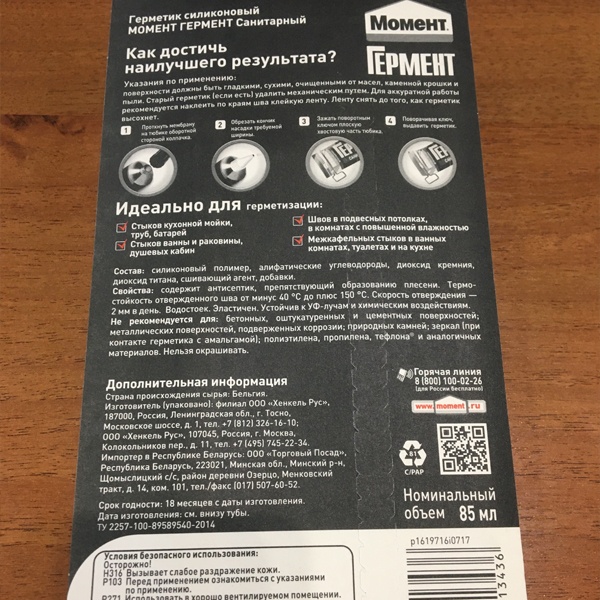 Герметик силиконовый
МОМЕНТ ГЕРМЕНТ Санитарный
Момент®
ГЕРМЕНТ
Как достичь
наилучшего результата?
Указания по применению:
поверхности должны быть гладкими, сухими, очищенными от масел, каменной крошки и
пыли. Старый герметик (если есть) удалить механическим путем. Для аккуратной работы
рекомендуется наклеить по краям шва клейкую ленту. Ленту снять до того, как герметик
высохнет.
1 Проткнуть мембрану
на тюбике оборотной
стороной колпачка.
2 Обрезать кончик
насадки требуемой
ширины.
3 Зажать поворотным
ключом плоскую
хвостовую часть тюбика.
4 Поворачивая ключ,
выдавить герметик.
Идеально для герметизации:
Стыков кухонной мойки,
труб, батарей
Стыков ванны и раковины,
душевых кабин
Швов в подвесных потолках,
в комнатах с повышенной влажностью
Межкафельных стыков в ванных
комнатах, туалетах и на кухне
Состав: силиконовый полимер, алифатические углеводороды, диоксид кремния,
диоксид титана, сшивающий агент, добавки.
Свойства: содержит антисептик, препятствующий образованию плесени. Термо-
стойкость отвержденного шва от минус 40 °С до плюс 150 °С. Скорость отверждения —
2 мм в день. Водостоек. Эластичен. Устойчив к УФ-лучам и химическим воздействиям.
Не рекомендуется для: бетонных, оштукатуренных и цементных поверхностей;
металлических поверхностей, подверженных коррозии; природных камней; зеркал (при
контакте герметика с амальгамой); полиэтилена, пропилена, тефлона® и аналогичных
материалов. Нельзя окрашивать.
Дополнительная информация
Страна происхождения сырья: Бельгия.
Изготовитель (упаковано): филиал ООО «Хенкель Рус»,
187000, Россия, Ленинградская обл., г. Тосно,
Московское шоссе, д. 1, тел. +7 (812) 326-16-10;
ООО «Хенкель Рус», 107045, Россия, г. Москва,
Колокольников пер., д. 11, тел. +7 (495) 745-22-34.
Импортер в Республике Беларусь: ООО "Торговый Посад",
Республика Беларусь, 223021, Минская обл., Минский р-н,
Щомыслицкий с/с, район деревни Озерцо, Менковский
тракт, д. 14, ком. 101, тел./факс (017) 507-60-52.
Срок годности: 18 месяцев с даты изготовления.
Дата изготовления: см. внизу тубы.
ТУ 2257-100-89589540-2014
Горячая линия
8 (800) 100-02-26
(для России бесплатно)
www.moment.ru
81
C/PAP
Номинальный
объем 85 мл
p1619716i0717
13436
Условия безопасного использования:
Осторожно!
H316 Вызывает слабое раздражение кожи.
P103 Перед применением ознакомиться с указаниями
по применению.
P271 Использовать в хорошо вентилируемом помещении.